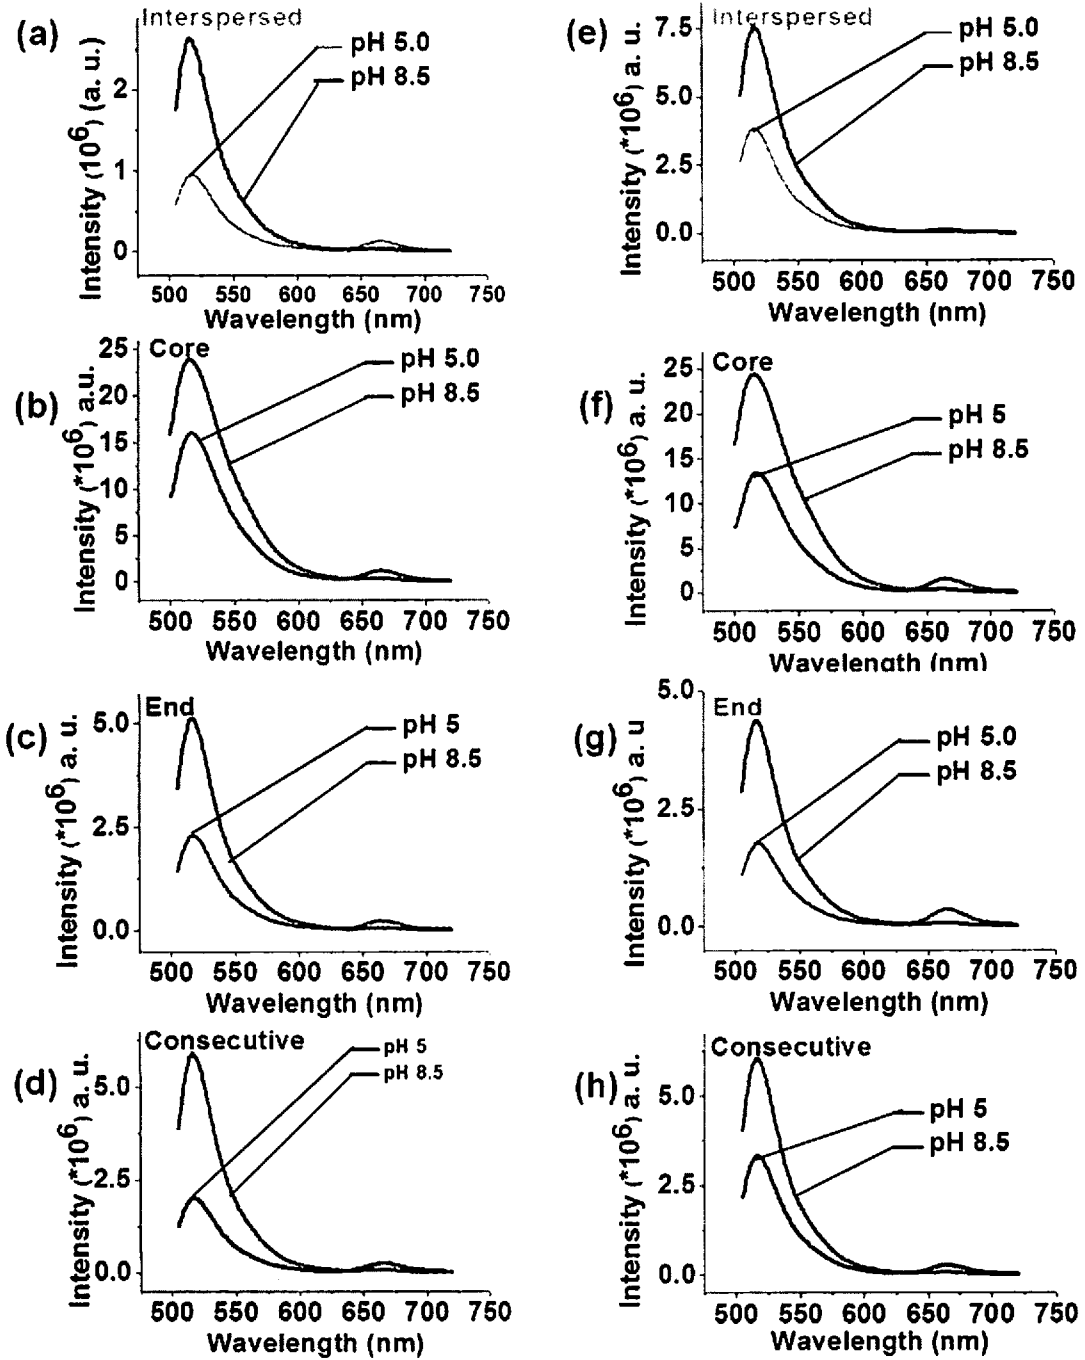 (a)
Interspersed
pH 5.0
pH 8.5
Intensity (10^6) (a. u.)
2
1
0
500 550 600 650 700 750
Wavelength (nm)
(e)
Interspersed
pH 5.0
pH 8.5
Intensity (*10^6) a. u.
7.5
5.0
2.5
0.0
500 550 600 650 700 750
Wavelength (nm)
(b)
Core
pH 5.0
pH 8.5
Intensity (*10^6) a.u.
25
20
15
10
5
0
500 550 600 650 700 750
Wavelength (nm)
(f)
Core
pH 5
pH 8.5
Intensity (*10^6) a. u.
25
20
15
10
5
0
500 550 600 650 700 750
Wavelength (nm)
(c)
End
pH 5
pH 8.5
Intensity (*10^6) a. u.
5.0
2.5
0.0
500 550 600 650 700 750
Wavelength (nm)
(g)
End
pH 5.0
pH 8.5
Intensity (*10^6) a. u
5.0
2.5
0.0
500 550 600 650 700 750
Wavelength (nm)
(d)
Consecutive
pH 5
pH 8.5
Intensity (*10^6) a. u.
5.0
2.5
0.0
500 550 600 650 700 750
Wavelength (nm)
(h)
Consecutive
pH 5
pH 8.5
Intensity (*10^6) a. u.
5.0
2.5
0.0
500 550 600 650 700 750
Wavelength (nm)